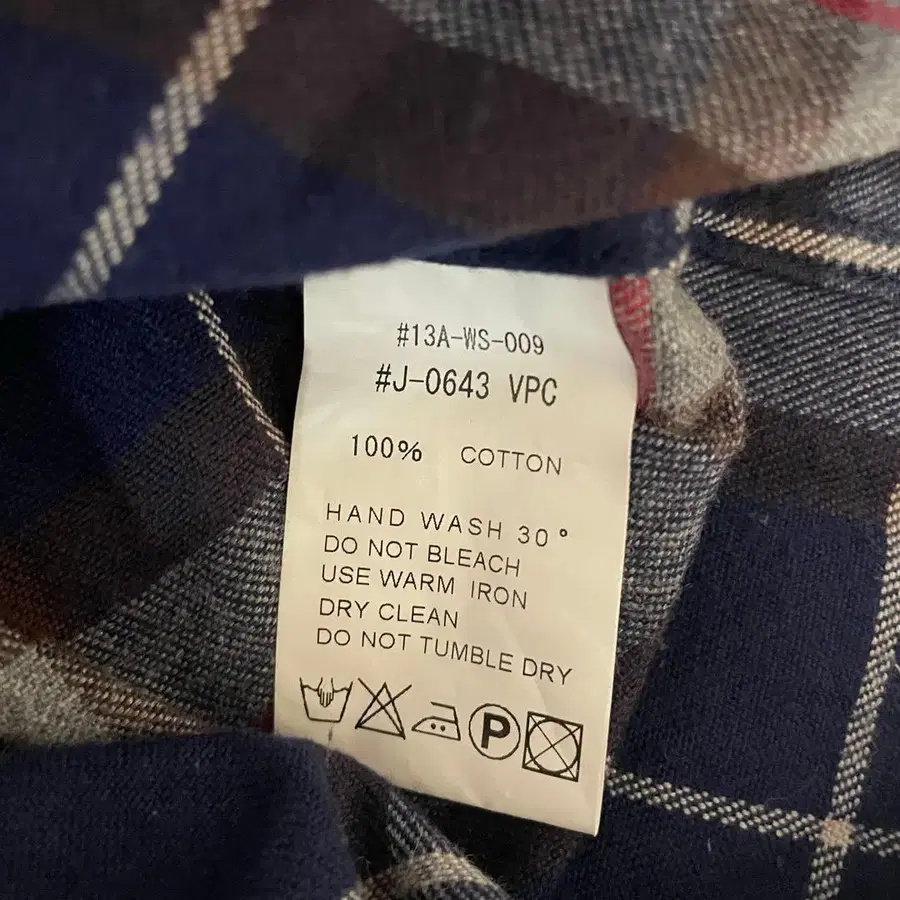 #13A-WS-009
#J-0643 VPC
100% COTTON
HAND WASH 30°
DO NOT BLEACH
USE WARM IRON
DRY CLEAN
DO NOT TUMBLE DRY
P